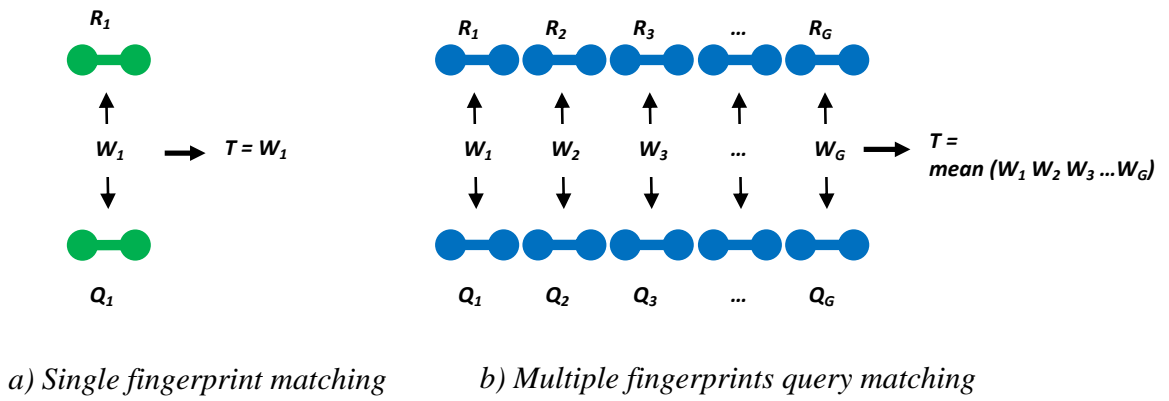 R1
W1
T = W1
Q1
R1 R2 R3 ... RG
W1 W2 W3 ... WG
T =
mean (W1 W2 W3 ...WG)
Q1 Q2 Q3 ... QG
a) Single fingerprint matching
b) Multiple fingerprints query matching